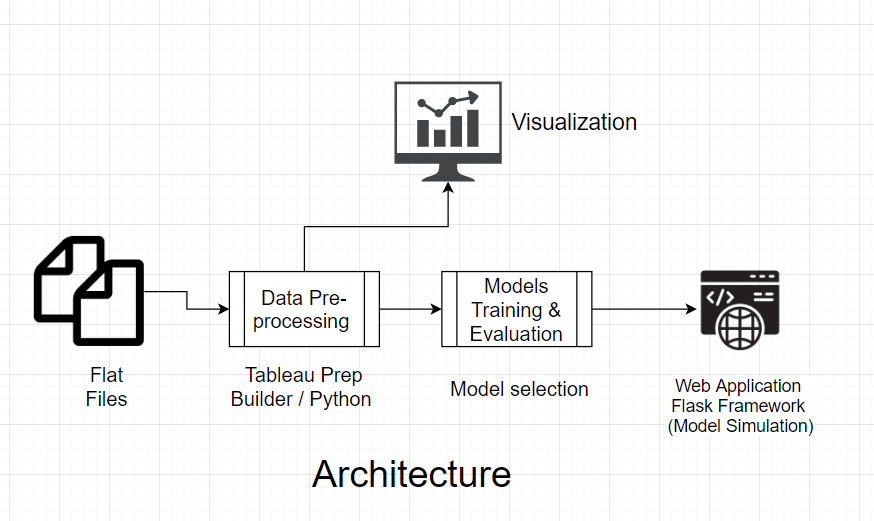 Visualization
Data Pre-
processing
Models
Training &
Evaluation
Flat
Files
Tableau Prep
Builder / Python
Model selection
Web Application
Flask Framework
(Model Simulation)
Architecture